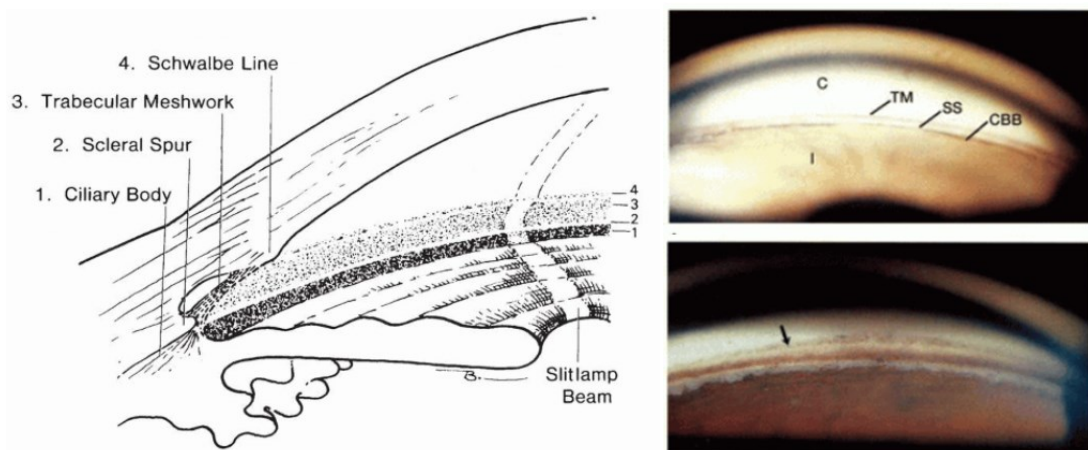 4. Schwalbe Line
3. Trabecular Meshwork
2. Scleral Spur
1. Ciliary Body
4
3
2
1
Slitlamp
Beam
C
TM
SS
CBB
I